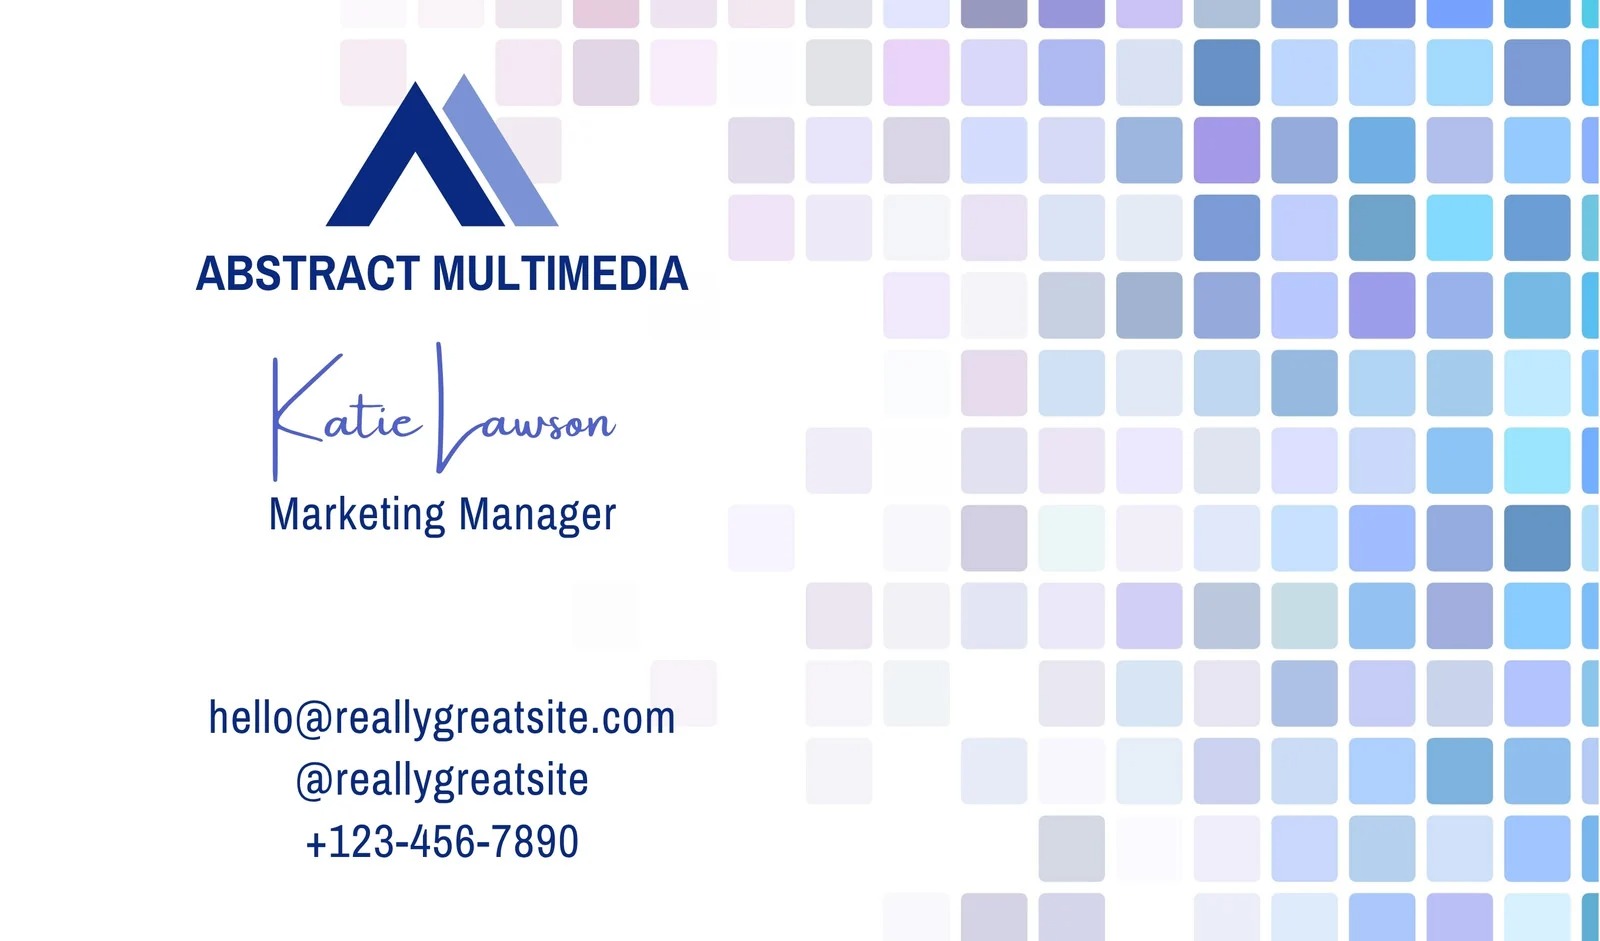 ABSTRACT MULTIMEDIA
Katie Lawson
Marketing Manager
hello@reallygreatsite.com
@reallygreatsite
+123-456-7890